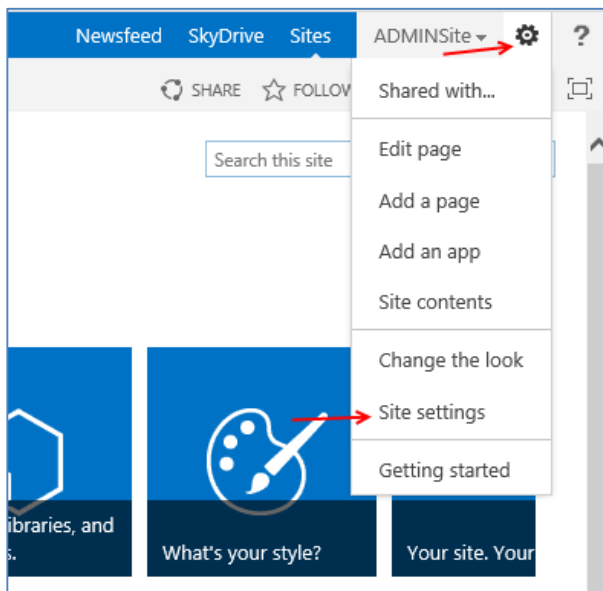 Newsfeed SkyDrive Sites ADMINSite ?
SHARE FOLLOW
Shared with...
Edit page
Search this site
Add a page
Add an app
Site contents
Change the look
Site settings
Getting started
ibraries, and
s.
What's your style?
Your site. Your